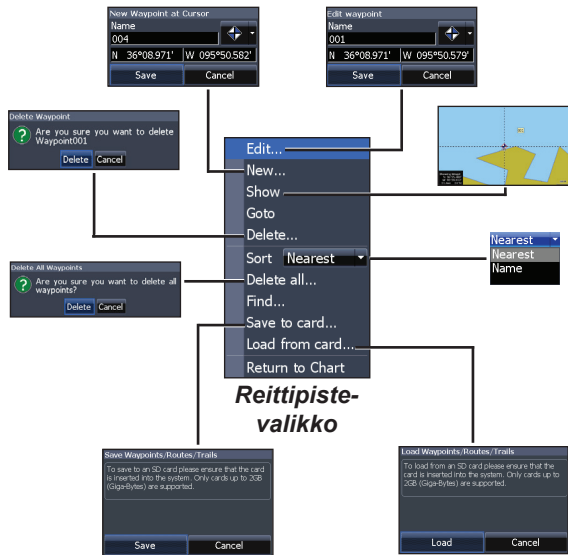 New Waypoint at Cursor
Name
004
N 36°08.971' W 095°50.582'
Save Cancel
Edit waypoint
Name
001
N 36°08.971' W 095°50.579'
Save Cancel
Delete Waypoint
? Are you sure you want to delete
Waypoint001
Delete Cancel
Edit...
New...
Show
Goto
Delete...
Sort Nearest
Delete all...
Find...
Save to card...
Load from card...
Return to Chart
Nearest
Nearest
Name
Delete All Waypoints
? Are you sure you want to delete all
waypoints?
Delete Cancel
Reittipiste-
valikko
Save Waypoints/Routes/Trails
To save to an SD card please ensure that the card
is inserted into the system. Only cards up to 2GB
(Giga-Bytes) are supported.
Save Cancel
Load Waypoints/Routes/Trails
To load from an SD card please ensure that the
card is inserted into the system. Only cards up to
2GB (Giga-Bytes) are supported.
Load Cancel